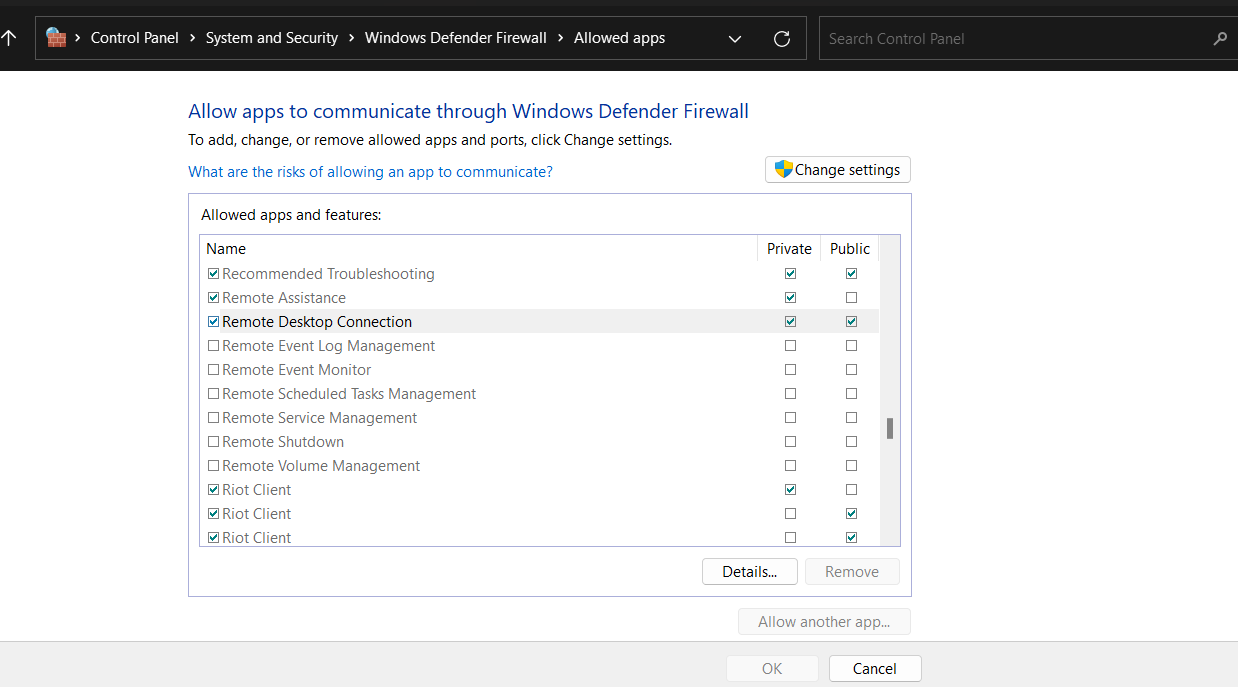 Control Panel > System and Security > Windows Defender Firewall > Allowed apps
Search Control Panel
Allow apps to communicate through Windows Defender Firewall
To add, change, or remove allowed apps and ports, click Change settings.
What are the risks of allowing an app to communicate?
Change settings
Allowed apps and features:
Name Private Public
Recommended Troubleshooting
Remote Assistance
Remote Desktop Connection
Remote Event Log Management
Remote Event Monitor
Remote Scheduled Tasks Management
Remote Service Management
Remote Shutdown
Remote Volume Management
Riot Client
Riot Client
Riot Client
Details... Remove
Allow another app...
OK Cancel